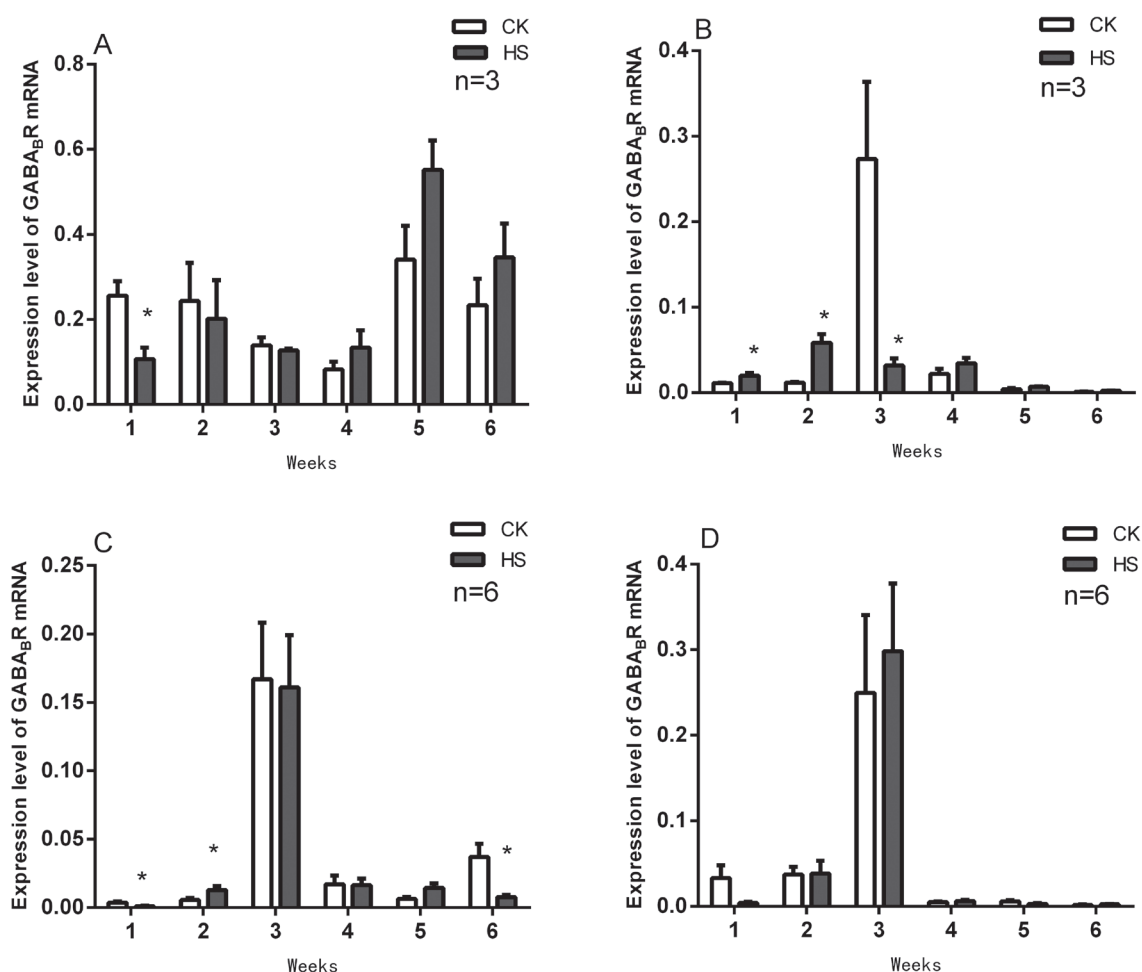 A
CK
HS
n=3
Expression level of GABA_BR mRNA
0.8
0.6
0.4
0.2
0.0
1 2 3 4 5 6
*
Weeks
B
CK
HS
n=3
Expression level of GABA_BR mRNA
0.4
0.3
0.2
0.1
0.0
* * *
1 2 3 4 5 6
Weeks
C
CK
HS
n=6
Expression level of GABA_BR mRNA
0.25
0.20
0.15
0.10
0.05
0.00
* * *
1 2 3 4 5 6
Weeks
D
CK
HS
n=6
Expression level of GABA_BR mRNA
0.4
0.3
0.2
0.1
0.0
1 2 3 4 5 6
Weeks